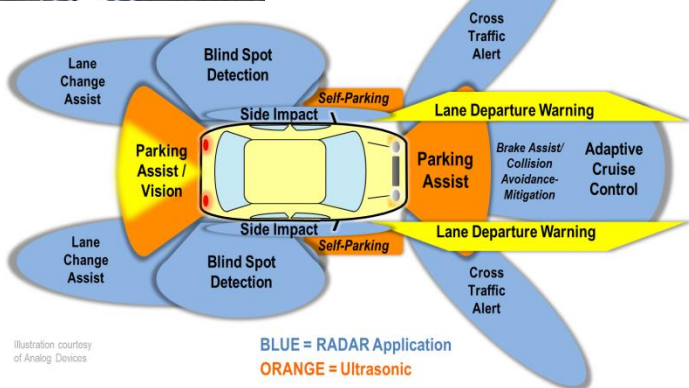 Cross
Traffic
Alert
Lane
Change
Assist
Blind Spot
Detection
Self-Parking
Side Impact
Lane Departure Warning
Parking
Assist /
Vision
Parking
Assist
Brake Assist/
Collision
Avoidance-
Mitigation
Adaptive
Cruise
Control
Side Impact
Lane Departure Warning
Self-Parking
Lane
Change
Assist
Blind Spot
Detection
Cross
Traffic
Alert
Illustration courtesy
of Analog Devices
BLUE = RADAR Application
ORANGE = Ultrasonic